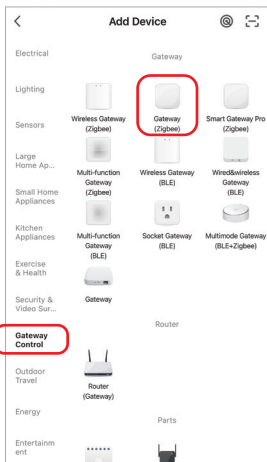 Add Device
Electrical
Lighting
Sensors
Large
Home Ap...
Small Home
Appliances
Kitchen
Appliances
Exercise
& Health
Security &
Video Sur...
Gateway
Control
Outdoor
Travel
Energy
Entertainm
ent
Gateway
Wireless Gateway
(Zigbee)
Gateway
(Zigbee)
Smart Gateway Pro
(Zigbee)
Multi-function
Gateway
(Zigbee)
Wireless Gateway
(BLE)
Wired&wireless
Gateway
(BLE)
Multi-function
Gateway
(BLE)
Socket Gateway
(BLE)
Multimode Gateway
(BLE+Zigbee)
Gateway
Router
Router
(Gateway)
Parts